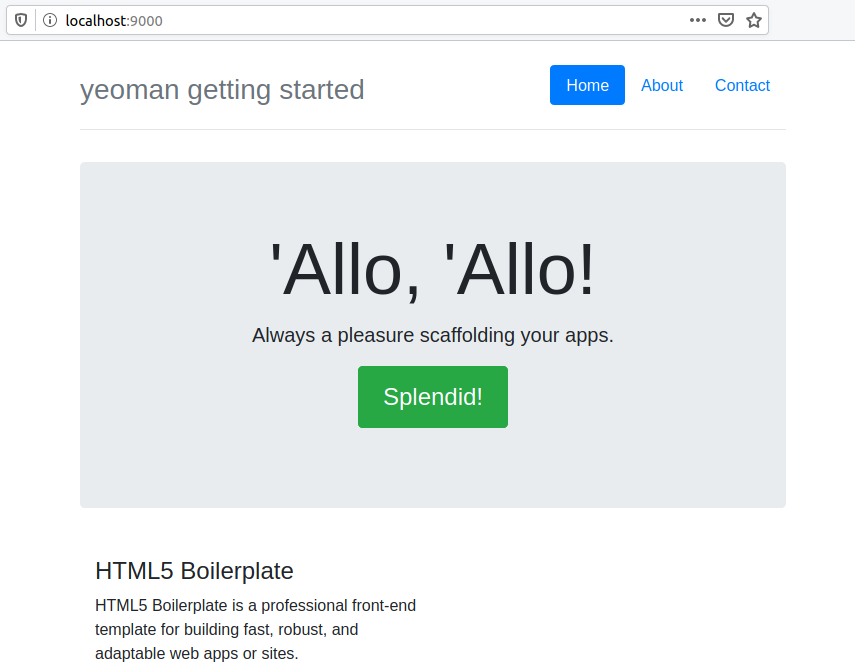 localhost:9000
yeoman getting started
Home About Contact
'Allo, 'Allo!
Always a pleasure scaffolding your apps.
Splendid!
HTML5 Boilerplate
HTML5 Boilerplate is a professional front-end
template for building fast, robust, and
adaptable web apps or sites.